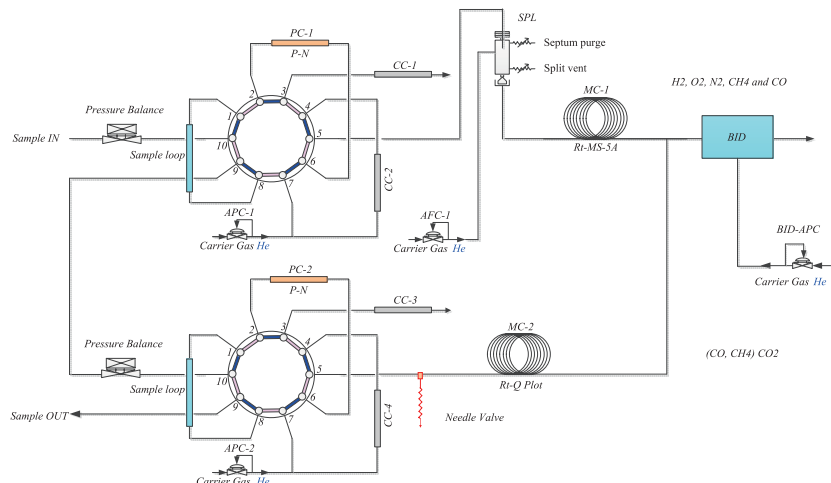 SPL
PC-1
P-N
Septum purge
CC-1
Split vent
2
3
1
4
MC-1
H2, O2, N2, CH4 and CO
Pressure Balance
Sample IN
10
5
BID
Rt-MS-5A
Sample loop
9
6
8
7
CC-2
APC-1
AFC-1
Carrier Gas He
Carrier Gas He
BID-APC
Carrier Gas He
PC-2
P-N
CC-3
2
3
MC-2
Pressure Balance
1
4
(CO, CH4) CO2
10
5
Rt-Q Plot
Sample loop
9
6
Sample OUT
8
7
CC-4
Needle Valve
APC-2
Carrier Gas He